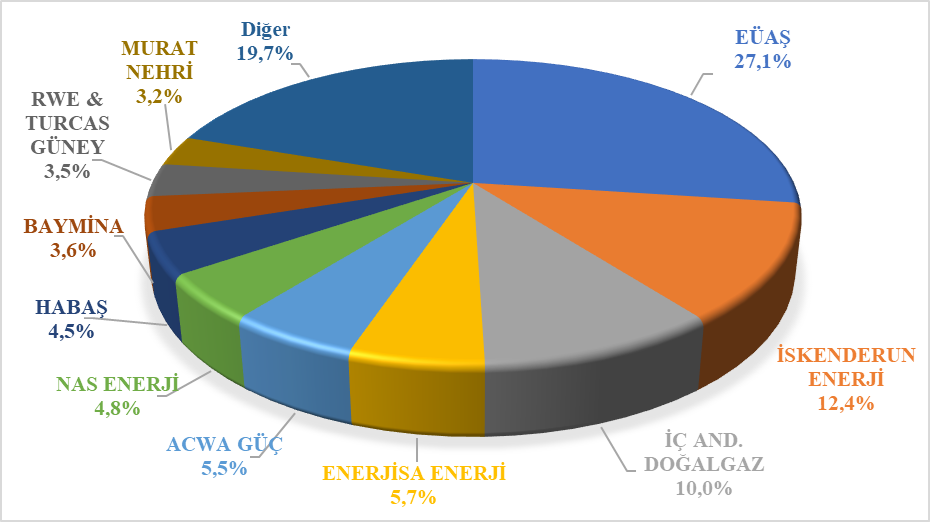 EÜAŞ
27,1%
İSKENDERUN
ENERJİ
12,4%
İÇ AND.
DOĞALGAZ
10,0%
ENERJİSA ENERJİ
5,7%
ACWA GÜÇ
5,5%
NAS ENERJİ
4,8%
HABAŞ
4,5%
BAYMİNA
3,6%
RWE &
TURCAS
GÜNEY
3,5%
MURAT
NEHRİ
3,2%
Diğer
19,7%